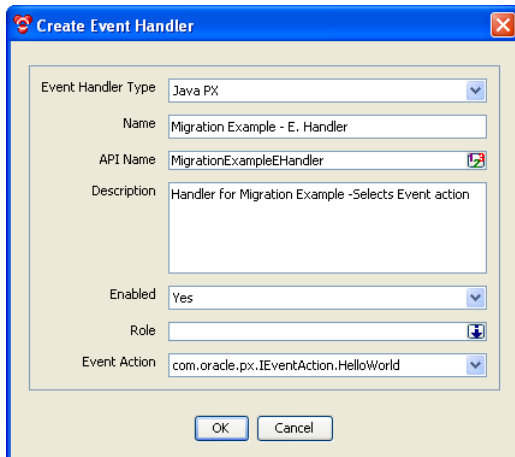 Create Event Handler
Event Handler Type Java PX
Name Migration Example - E. Handler
API Name MigrationExampleEHandler
Description Handler for Migration Example -Selects Event action
Enabled Yes
Role
Event Action com.oracle.px.IEventAction.HelloWorld
OK Cancel